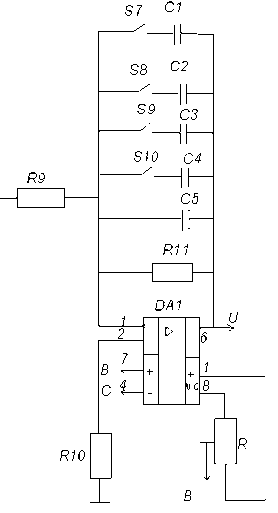 S7 C1
S8 C2
S9 C3
S10 C4
R9 C5
R11
DA1
U
1
2 6
7 + + 1
B
4 - NC 8
C
R10 R
B